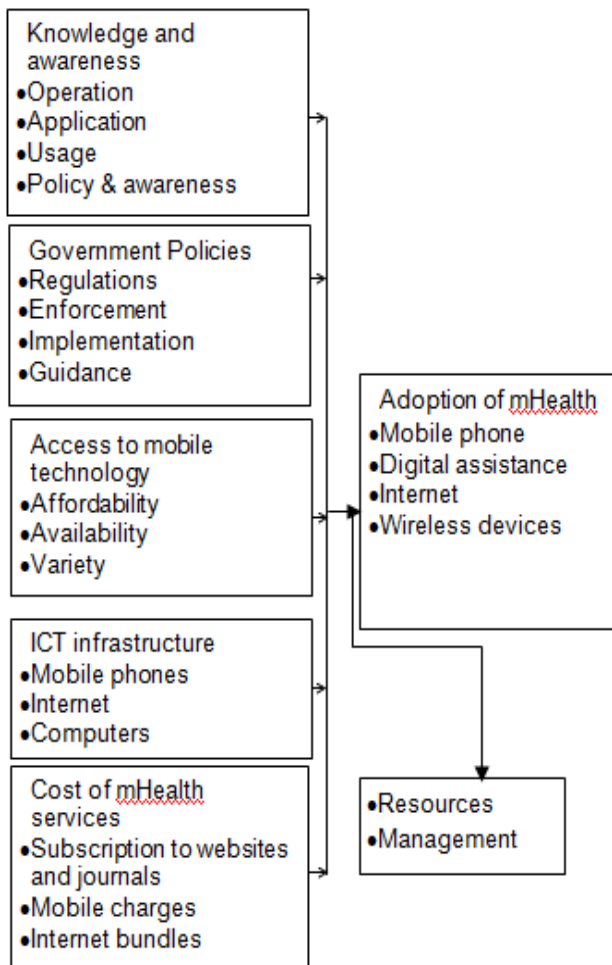 Knowledge and
awareness
•Operation
•Application
•Usage
•Policy & awareness
Government Policies
•Regulations
•Enforcement
•Implementation
•Guidance
Access to mobile
technology
•Affordability
•Availability
•Variety
ICT infrastructure
•Mobile phones
•Internet
•Computers
Cost of mHealth
services
•Subscription to websites
and journals
•Mobile charges
•Internet bundles
Adoption of mHealth
•Mobile phone
•Digital assistance
•Internet
•Wireless devices
•Resources
•Management